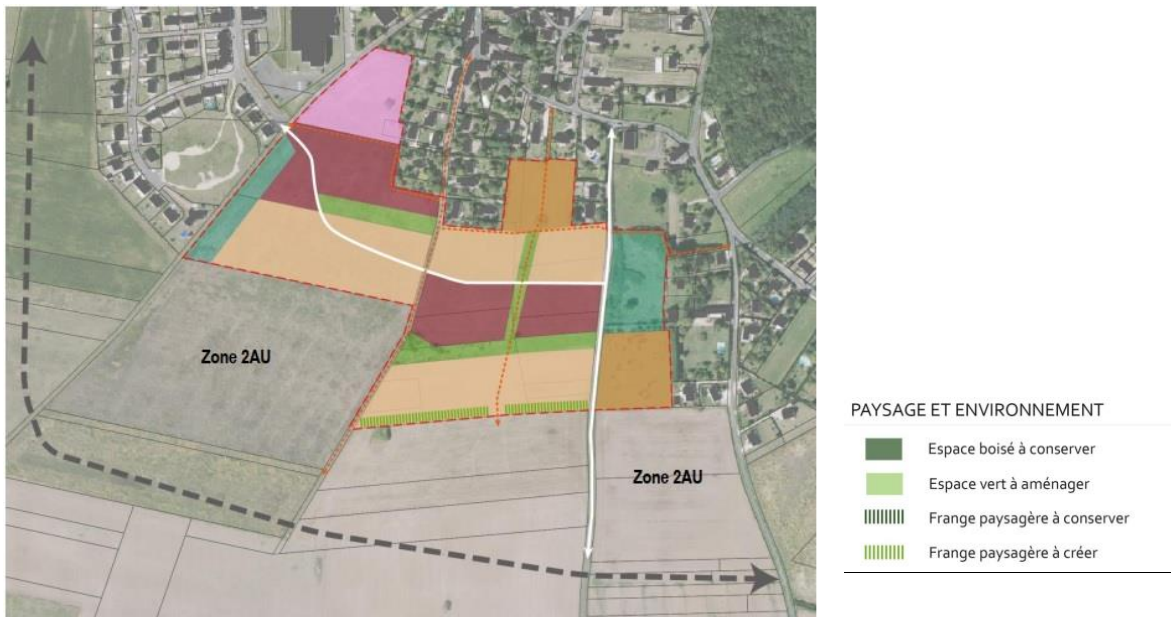 Zone 2AU
Zone 2AU
PAYSAGE ET ENVIRONNEMENT
Espace boisé à conserver
Espace vert à aménager
Frange paysagère à conserver
Frange paysagère à créer